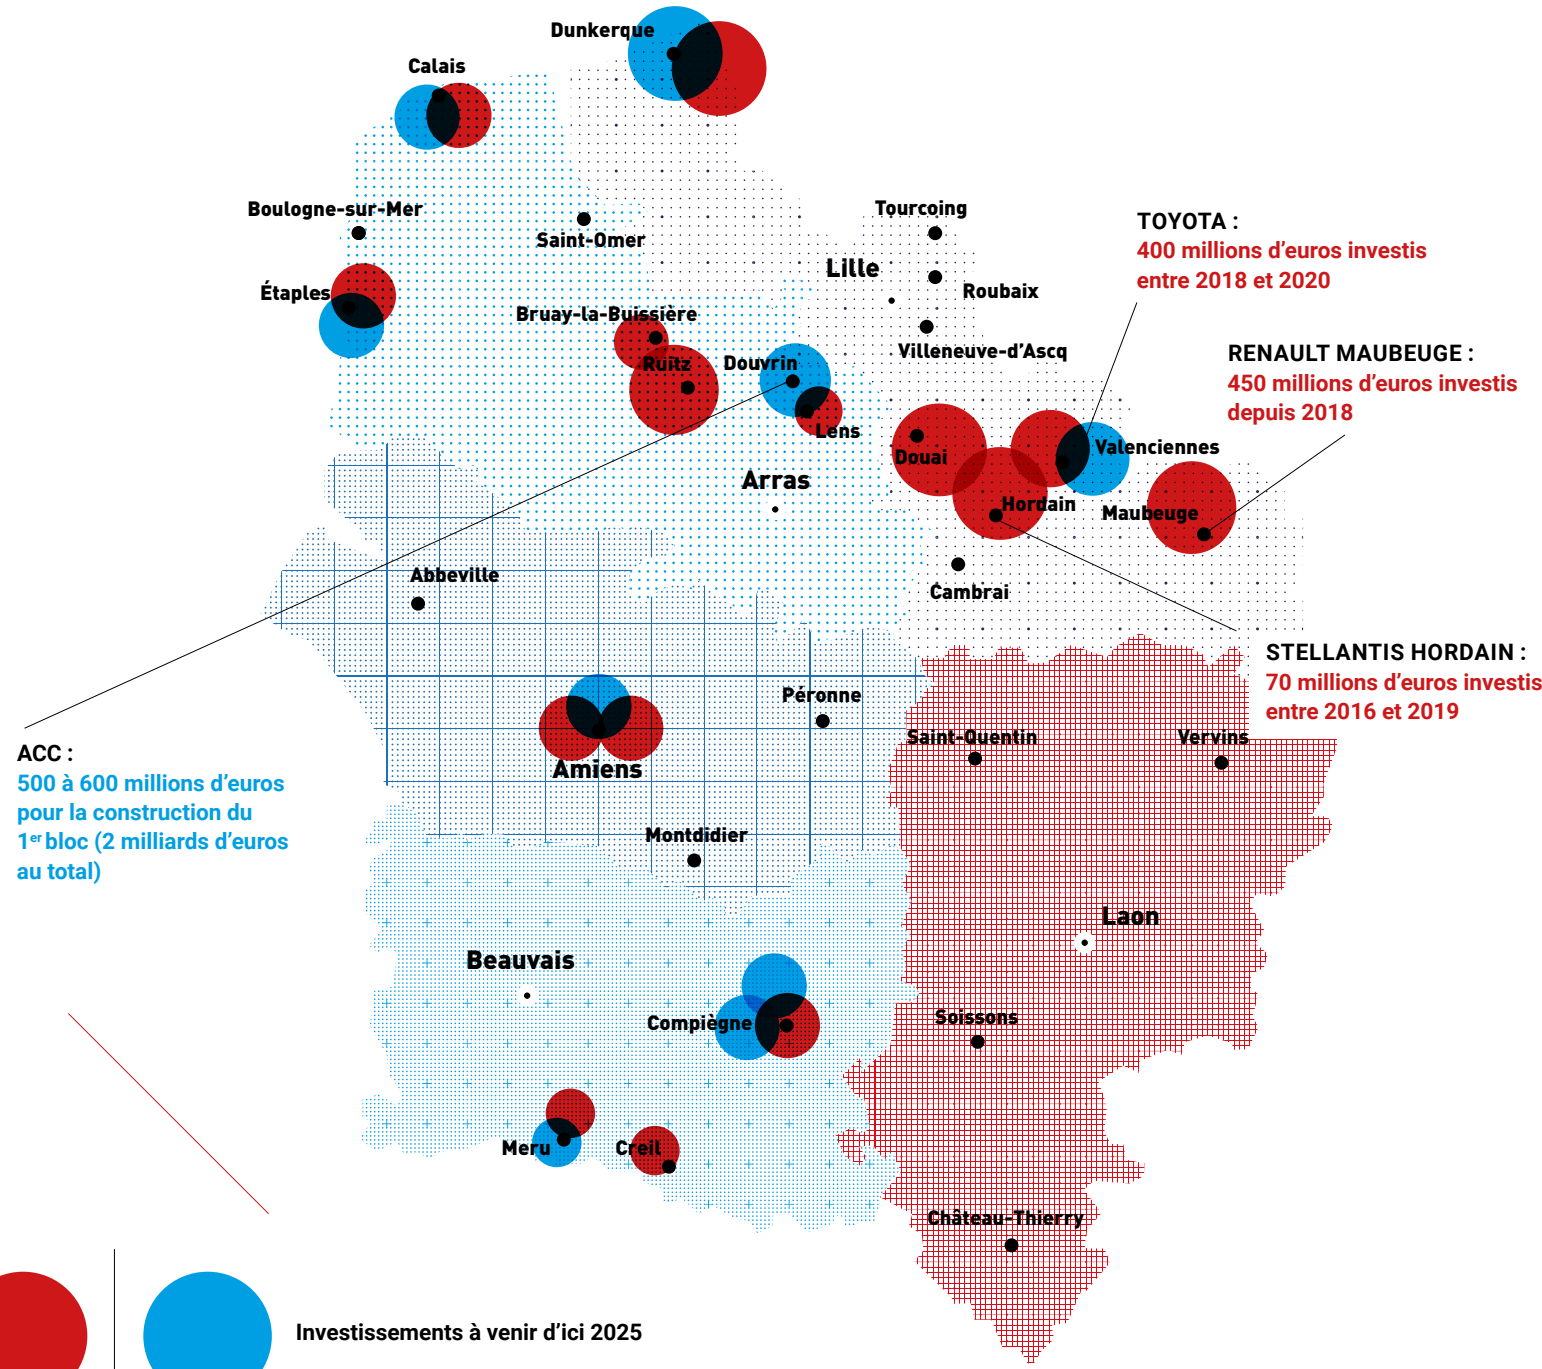 Dunkerque
Calais
Boulogne-sur-Mer
Saint-Omer
Tourcoing
Lille
Roubaix
Villeneuve-d’Ascq
Étaples
Bruay-la-Buissière
Ruitz
Douvrin
Lens
Arras
Douai
Hordain
Valenciennes
Maubeuge
Cambrai
TOYOTA :
400 millions d’euros investis
entre 2018 et 2020
RENAULT MAUBEUGE :
450 millions d’euros investis
depuis 2018
STELLANTIS HORDAIN :
70 millions d’euros investis
entre 2016 et 2019
Abbeville
Péronne
Amiens
Montdidier
Saint-Quentin
Vervins
ACC :
500 à 600 millions d’euros
pour la construction du
1er bloc (2 milliards d’euros
au total)
Laon
Beauvais
Compiègne
Soissons
Meru
Creil
Château-Thierry
Investissements à venir d’ici 2025